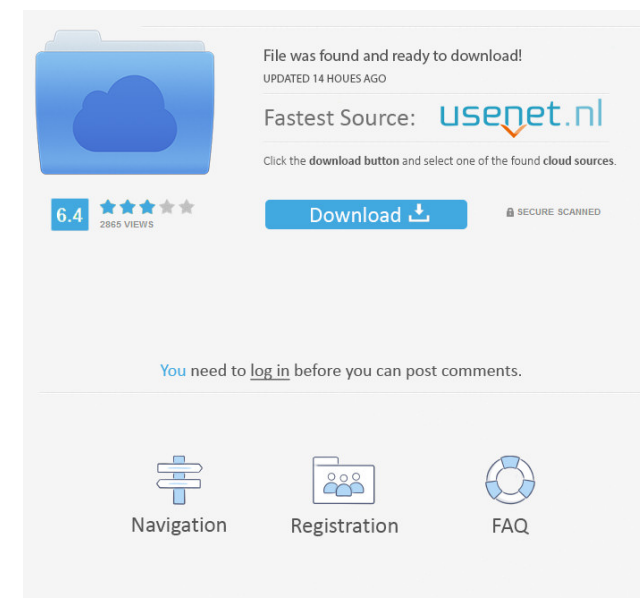 File was found and ready to download!
UPDATED 14 HOUES AGO
Fastest Source: usenet.nl
Click the download button and select one of the found cloud sources.
6.4
2865 VIEWS
Download
SECURE SCANNED
You need to log in before you can post comments.
Navigation
Registration
FAQ